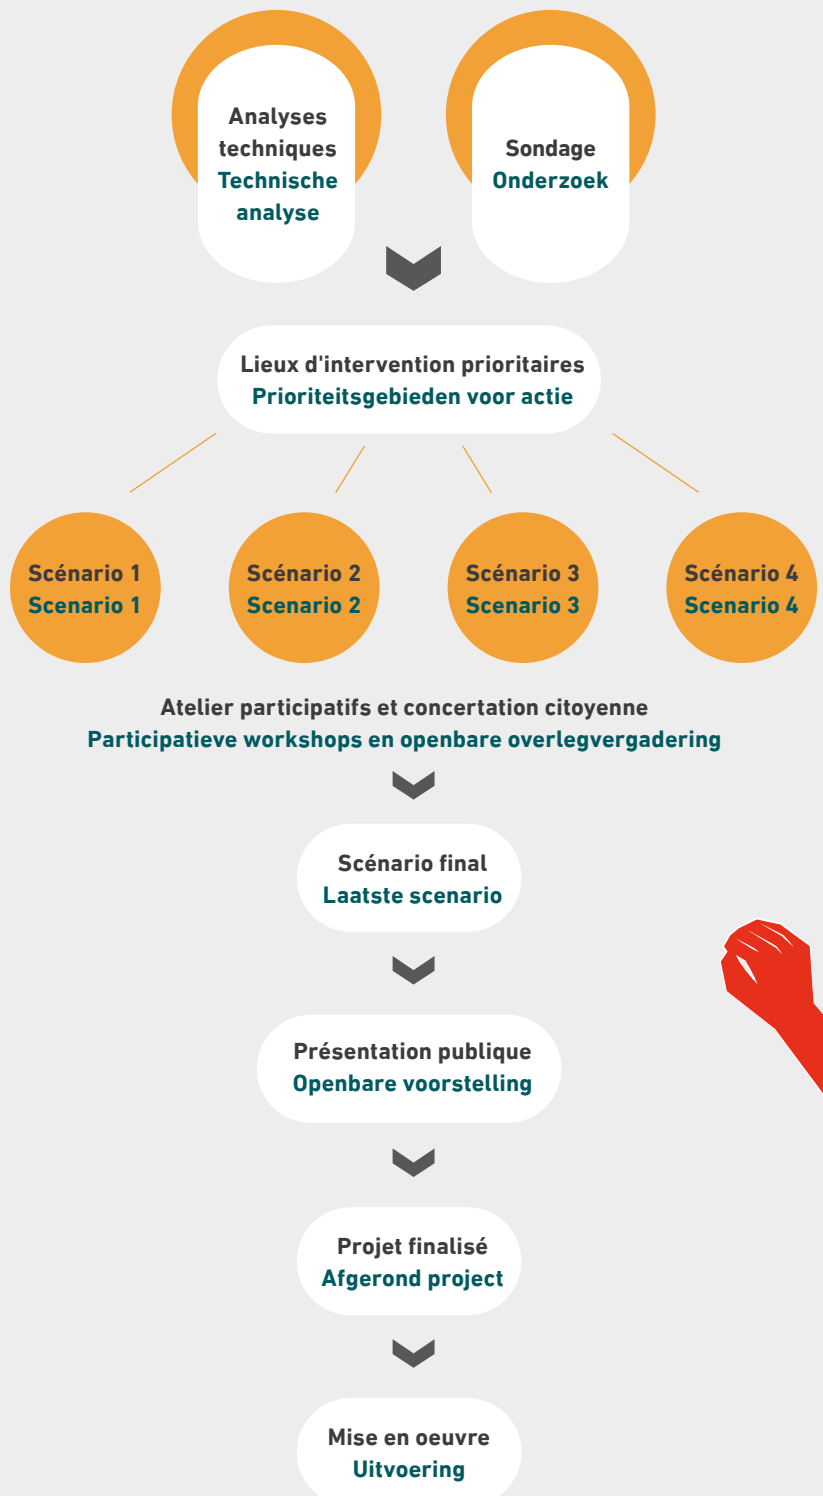 Analyses
techniques
Technische
analyse
Sondage
Onderzoek
Lieux d'intervention prioritaires
Prioriteitsgebieden voor actie
Scénario 1
Scenario 1
Scénario 2
Scenario 2
Scénario 3
Scenario 3
Scénario 4
Scenario 4
Atelier participatifs et concertation citoyenne
Participatieve workshops en openbare overlegvergadering
Scénario final
Laatste scenario
Présentation publique
Openbare voorstelling
Projet finalisé
Afgerond project
Mise en oeuvre
Uitvoering